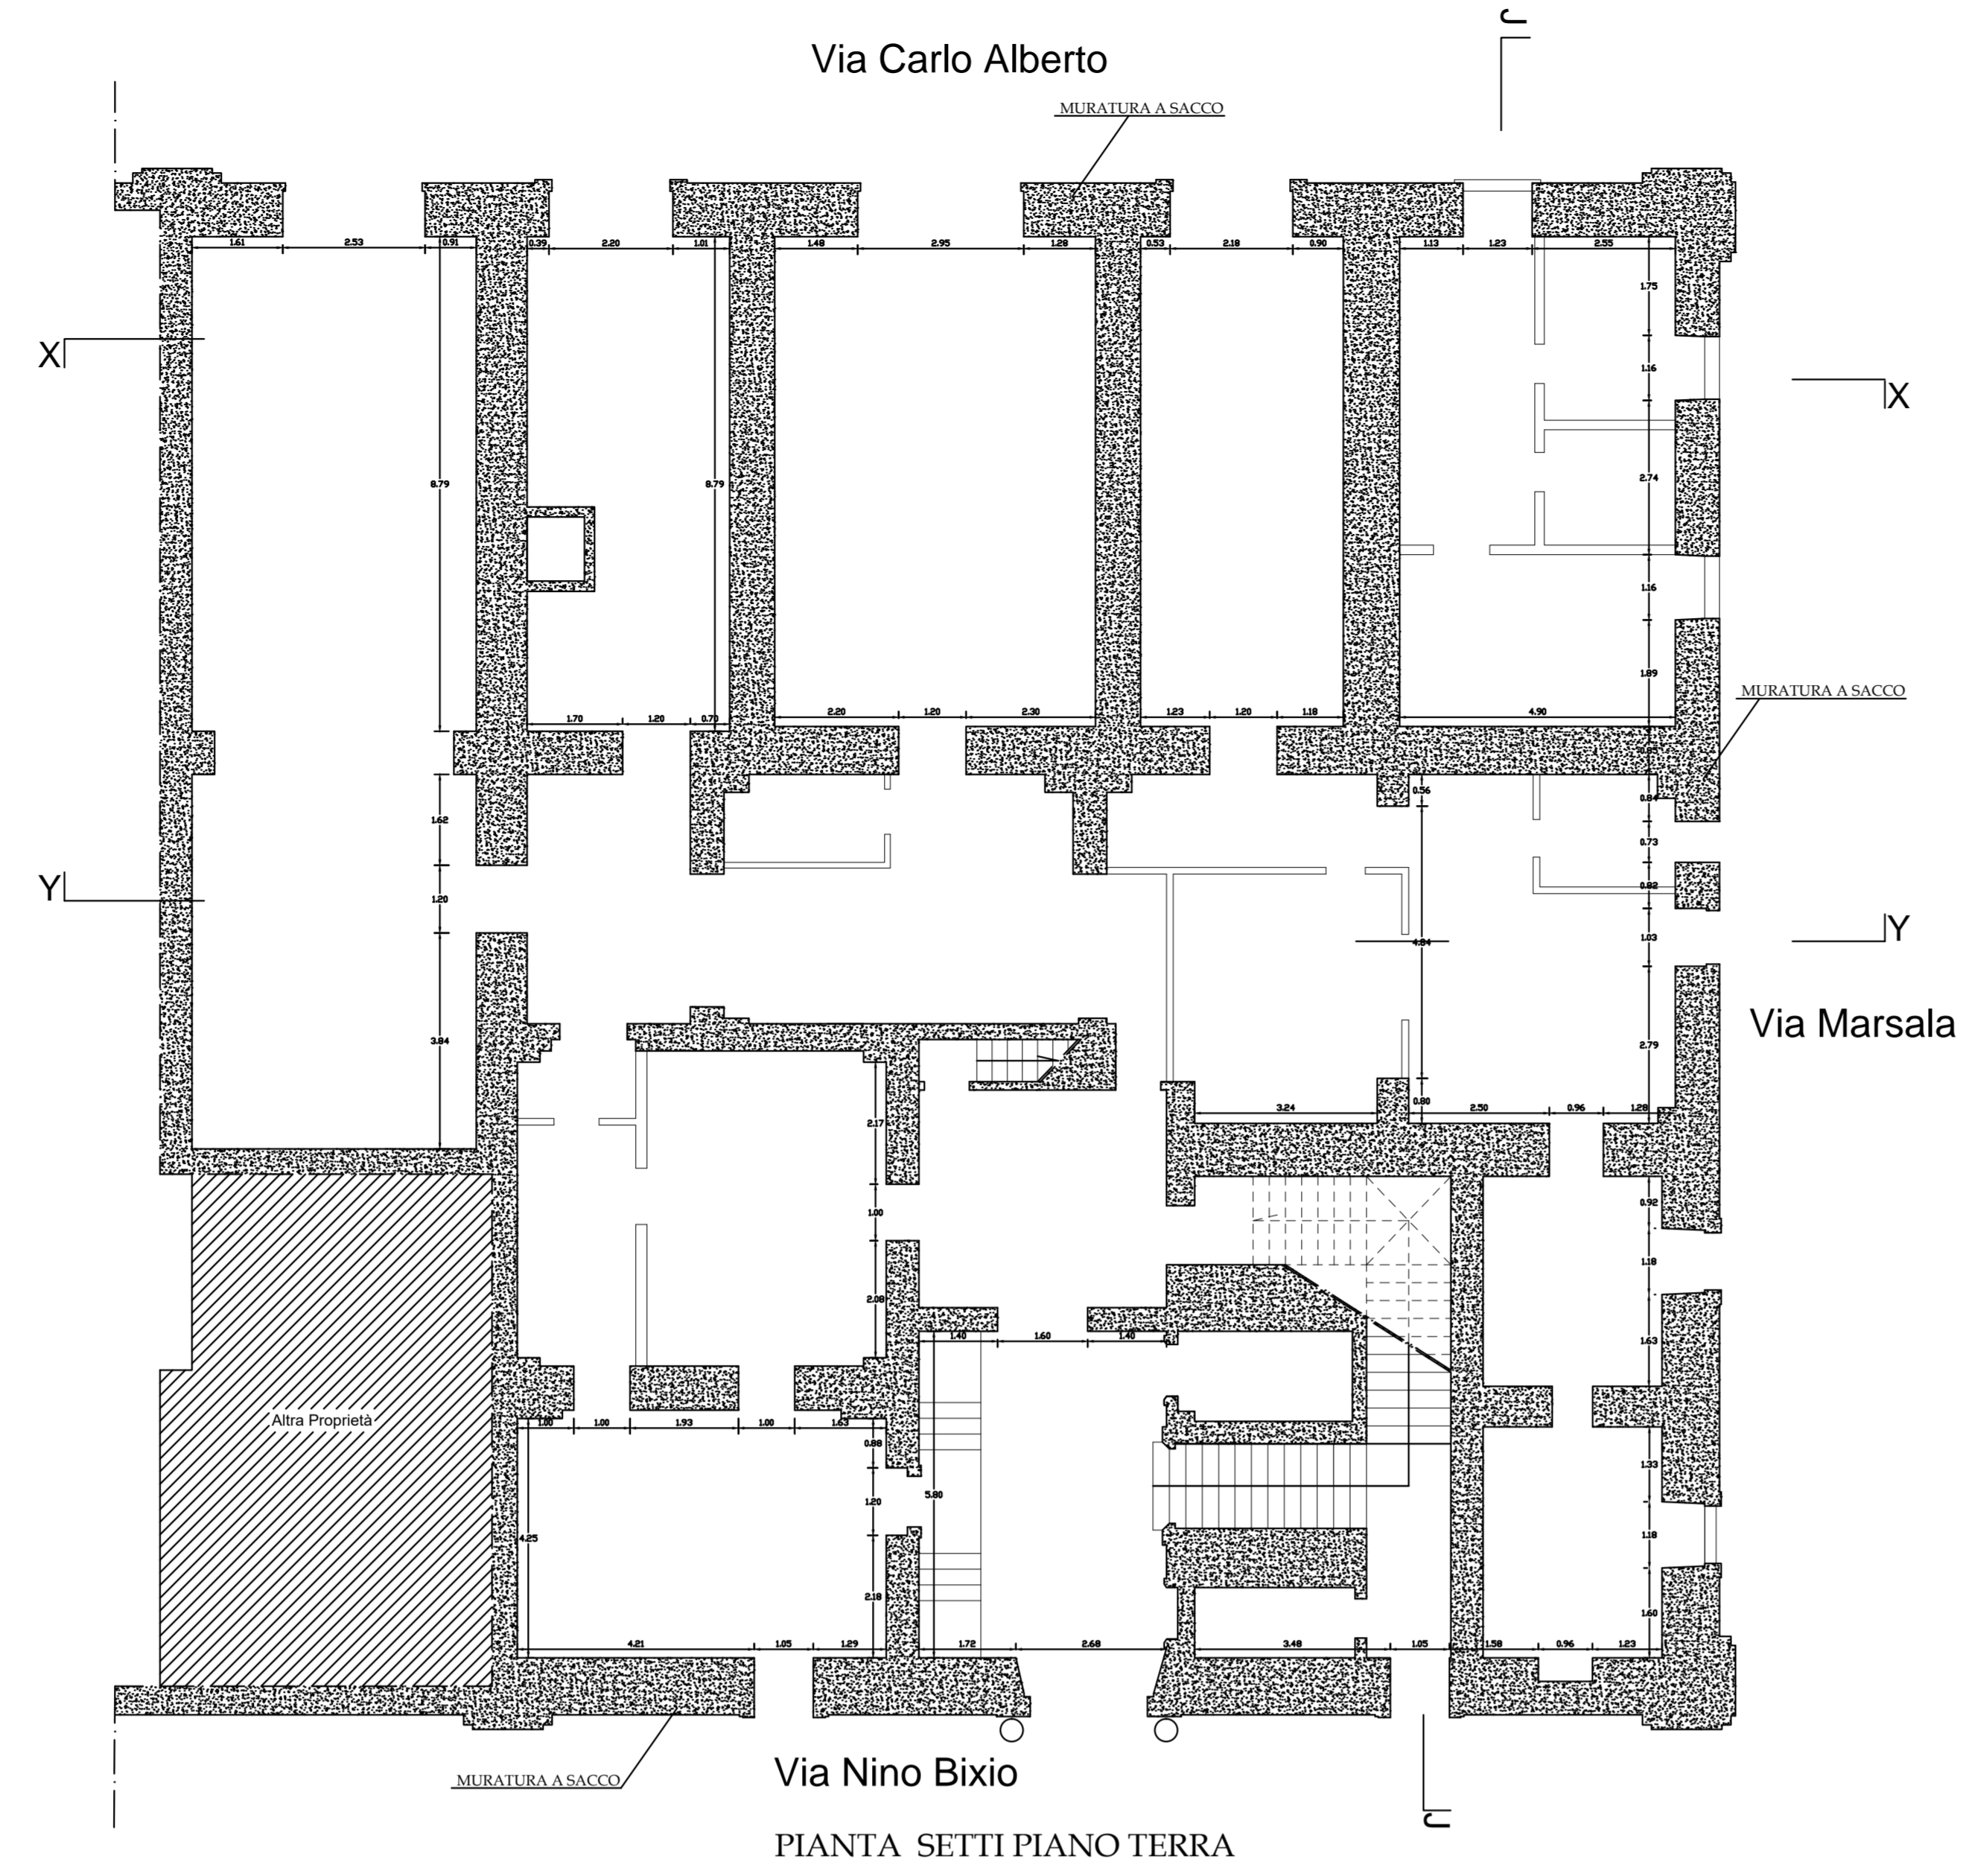 J
Via Carlo Alberto
MURATURA A SACCO
1.61 2.53 0.91 0.39 2.20 1.01 1.48 2.95 1.28 0.53 2.18 0.90 1.13 1.23 2.55
1.75
X
1.16
X
8.79 8.79 2.74
1.16
1.89
MURATURA A SACCO
1.70 1.20 0.70 2.20 1.20 2.30 1.23 1.20 1.18 4.90
0.56 0.84
1.62 0.73
Y 0.82
1.20
4.84 1.03 Y
Via Marsala
3.84 2.79
2.17 3.24 0.80 2.50 0.96 1.28
1.00 0.92
1.18
2.08
1.40 1.60 1.40 1.63
Altra Proprietà
1.00 1.00 1.93 1.00 1.63
0.88 1.33
5.80 1.20
4.25 1.18
2.18 1.60
4.21 1.05 1.29 1.72 2.68 3.48 1.05 1.58 0.96 1.23
MURATURA A SACCO
Via Nino Bixio
J
PIANTA SETTI PIANO TERRA